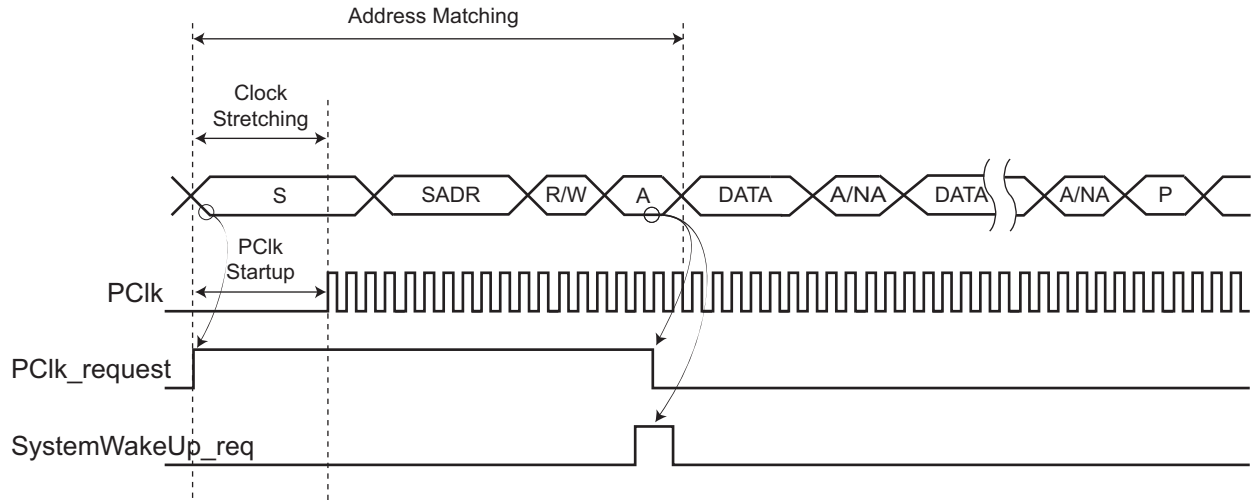 Address Matching
Clock
Stretching
S SADR R/W A DATA A/NA DATA A/NA P
PClk
Startup
PClk
PClk_request
SystemWakeUp_req